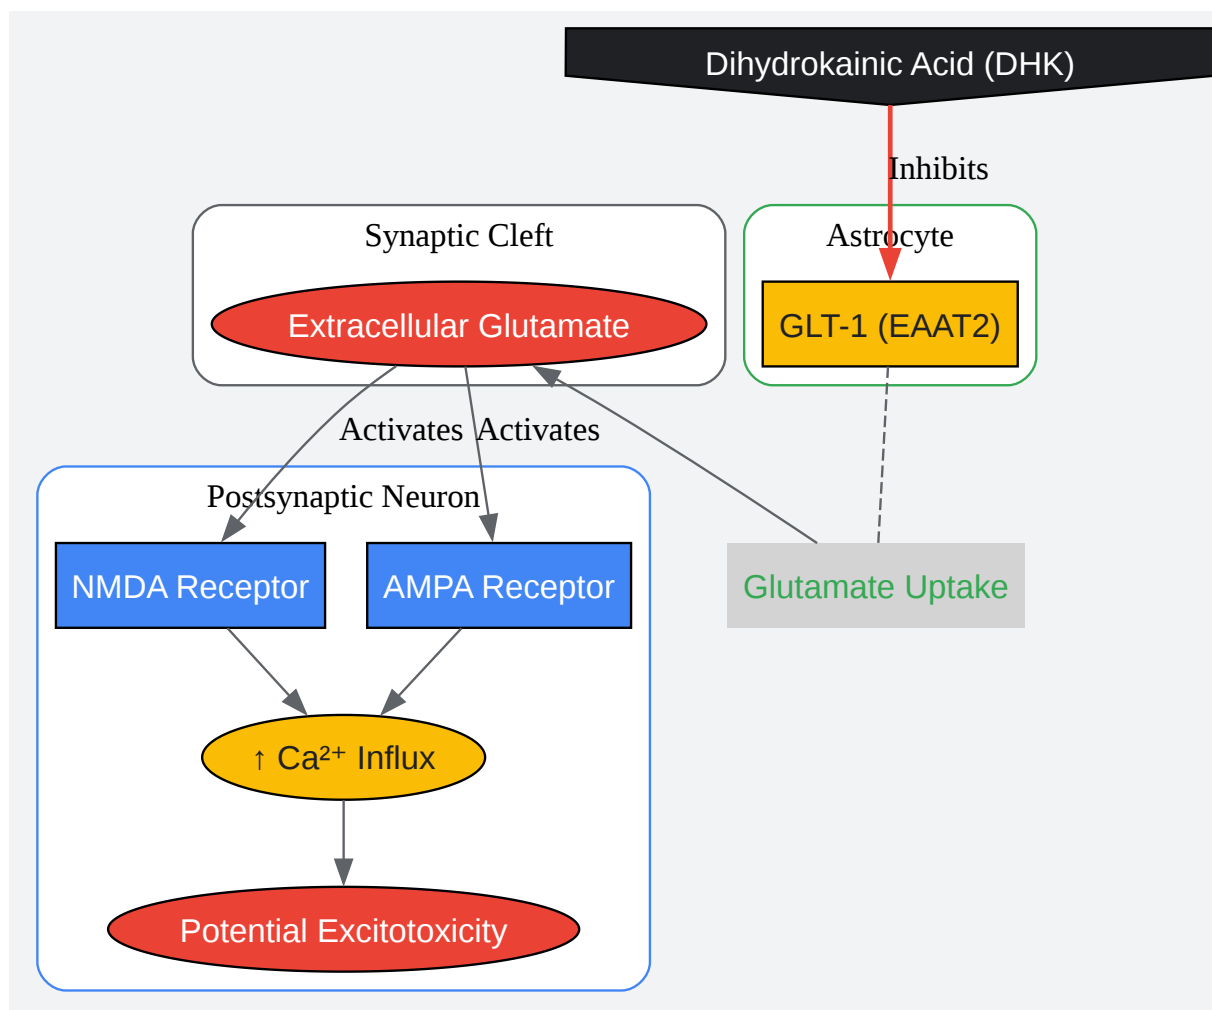 Dihydrokainic Acid (DHK)
Inhibits
Synaptic Cleft
Astrocyte
Extracellular Glutamate
GLT-1 (EAAT2)
Activates
Activates
Postsynaptic Neuron
NMDA Receptor
AMPA Receptor
Glutamate Uptake
↑ Ca²⁺ Influx
Potential Excitotoxicity